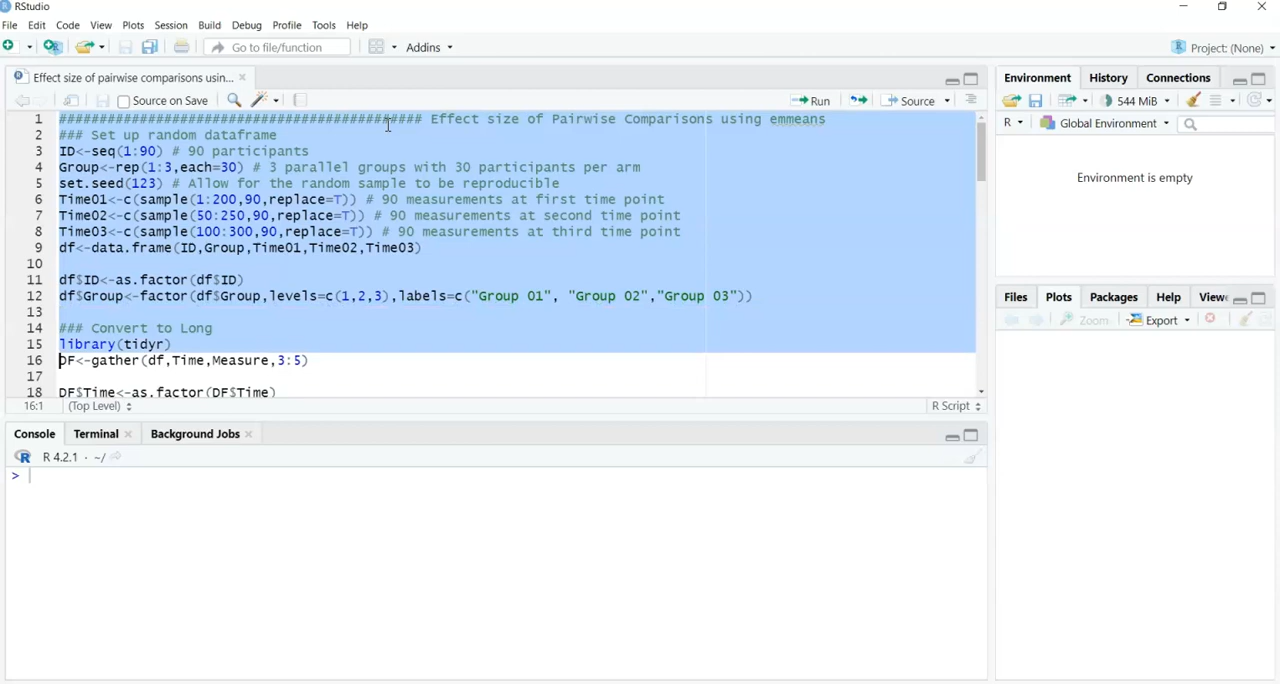 RStudio
File Edit Code View Plots Session Build Debug Profile Tools Help
Go to file/function Addins Project: (None)
Effect size of pairwise comparisons usin...
Source on Save Run Source
1 ############################################# Effect size of Pairwise Comparisons using emmeans
2 ### Set up random dataframe
3 ID<-seq(1:90) # 90 participants
4 Group<-rep(1:3,each=30) # 3 parallel groups with 30 participants per arm
5 set.seed(123) # Allow for the random sample to be reproducible
6 Time01<-c(sample(1:200,90,replace=T)) # 90 measurements at first time point
7 Time02<-c(sample(50:250,90,replace=T)) # 90 measurements at second time point
8 Time03<-c(sample(100:300,90,replace=T)) # 90 measurements at third time point
9 df<-data.frame(ID,Group,Time01,Time02,Time03)
10
11 df$ID<-as.factor(df$ID)
12 df$Group<-factor(df$Group,levels=c(1,2,3),labels=c("Group 01", "Group 02","Group 03"))
13
14 ### Convert to Long
15 library(tidyr)
16 DF<-gather(df,Time,Measure,3:5)
17
18 DF$Time<-as.factor(DF$Time)
16:1 (Top Level) R Script
Console Terminal Background Jobs
R 4.2.1 · ~/
>
Environment History Connections
544 MiB
R Global Environment
Environment is empty
Files Plots Packages Help View
Zoom Export